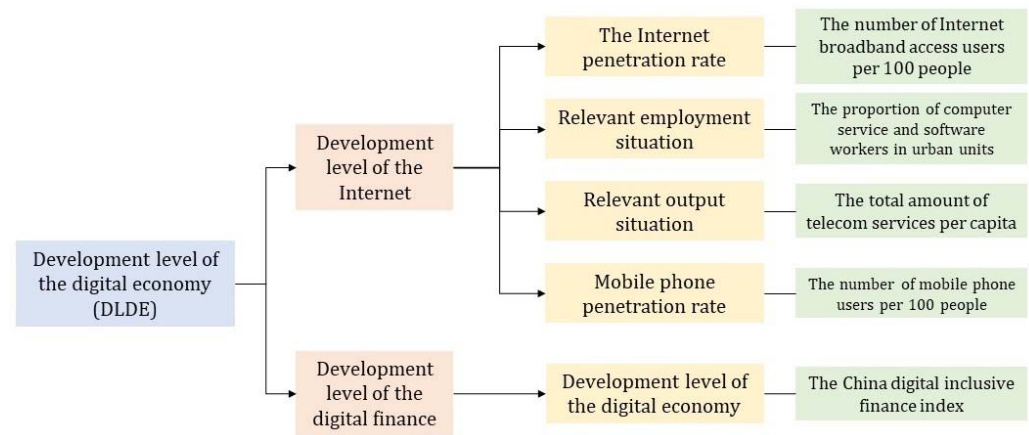 Development level of
the digital economy
(DLDE)
Development
level of the
Internet
Development
level of the
digital finance
The Internet
penetration rate
Relevant employment
situation
Relevant output
situation
Mobile phone
penetration rate
Development level of
the digital economy
The number of Internet
broadband access users
per 100 people
The proportion of computer
service and software
workers in urban units
The total amount of
telecom services per capita
The number of mobile phone
users per 100 people
The China digital inclusive
finance index